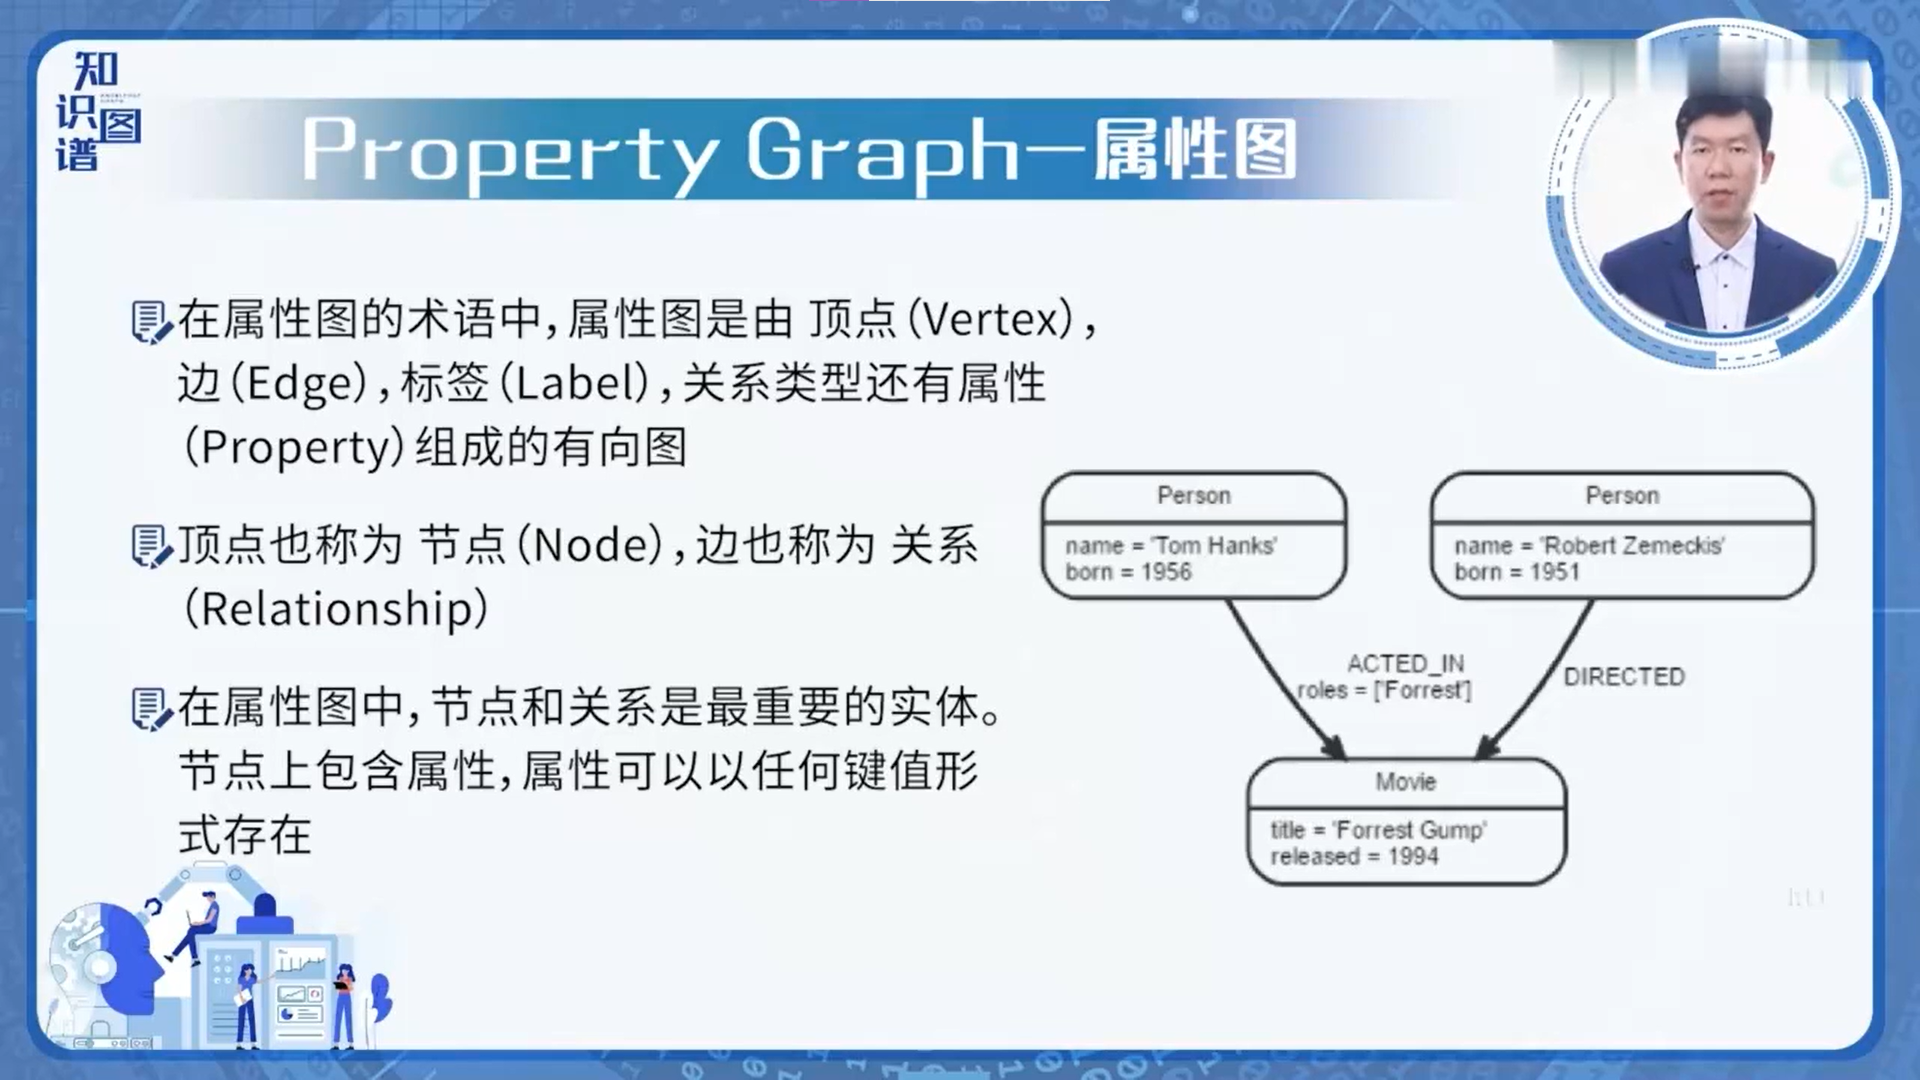 知
识图
谱
Property Graph—属性图
在属性图的术语中,属性图是由 顶点(Vertex),
边(Edge),标签(Label),关系类型还有属性
(Property)组成的有向图
顶点也称为 节点(Node),边也称为 关系
(Relationship)
在属性图中,节点和关系是最重要的实体。
节点上包含属性,属性可以以任何键值形
式存在
Person
name = 'Tom Hanks'
born = 1956
Person
name = 'Robert Zemeckis'
born = 1951
ACTED_IN
roles = ['Forrest']
DIRECTED
Movie
title = 'Forrest Gump'
released = 1994